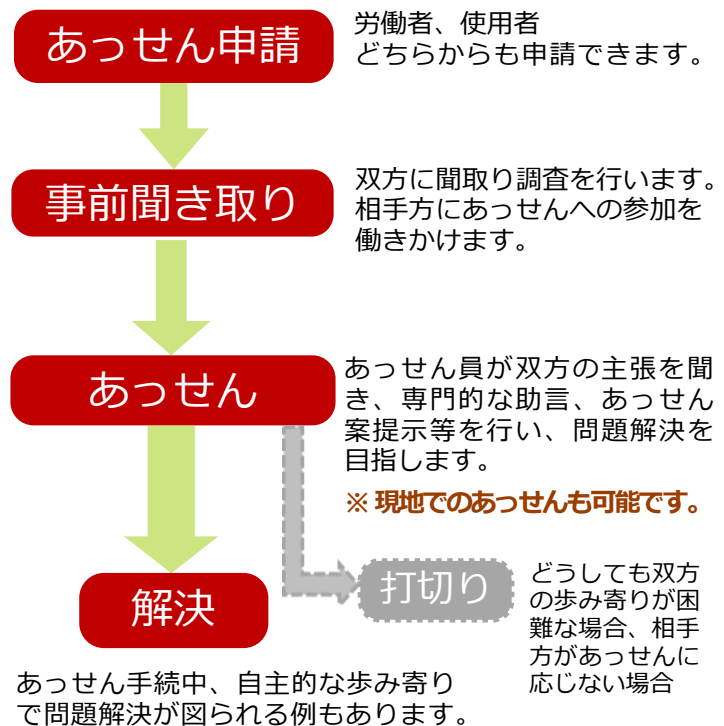 あっせん申請
労働者、使用者
どちらからも申請できます。
事前聞き取り
双方に聞取り調査を行います。
相手方にあっせんへの参加を
働きかけます。
あっせん
あっせん員が双方の主張を聞
き、専門的な助言、あっせん
案提示等を行い、問題解決を
目指します。
※ 現地でのあっせんも可能です。
解決
打切り
どうしても双方
の歩み寄りが困
難な場合、相手
方があっせんに
応じない場合
あっせん手続中、自主的な歩み寄り
で問題解決が図られる例もあります。